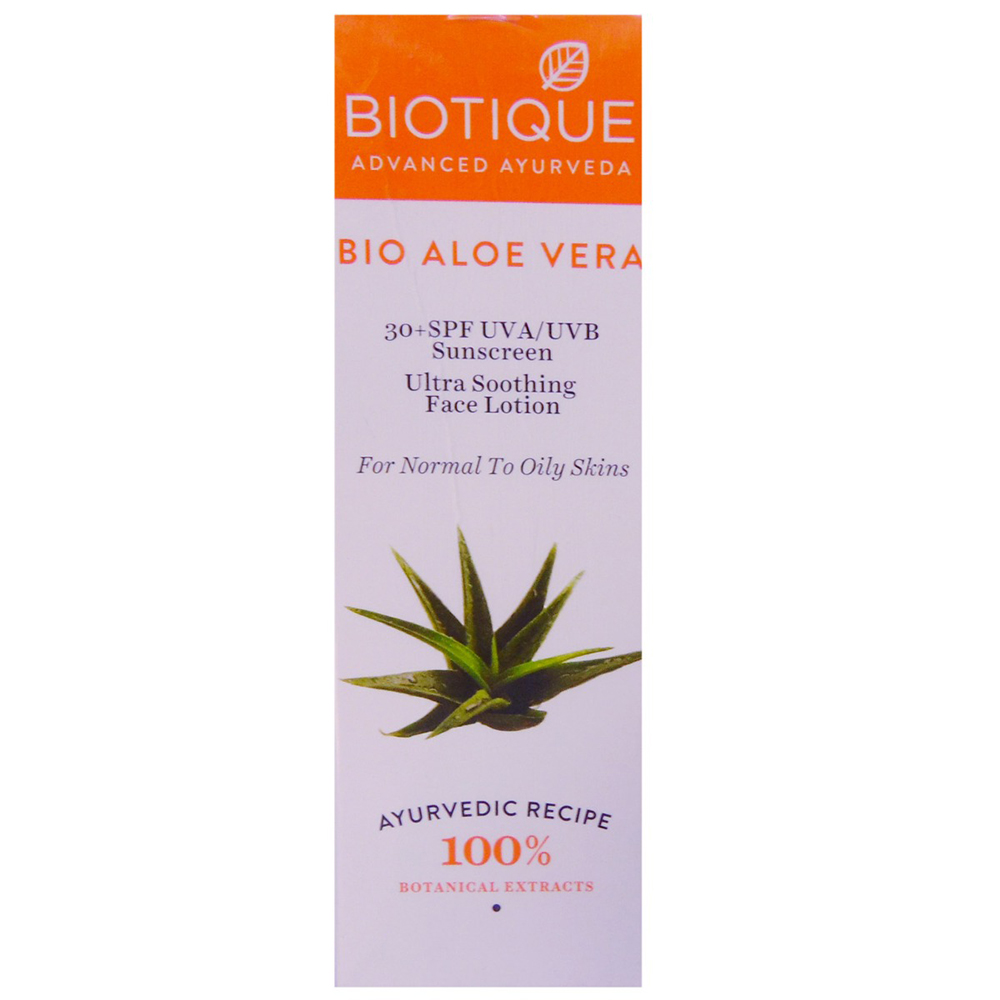 BIOTIQUE
ADVANCED AYURVEDA
BIO ALOE VERA
30+SPF UVA/UVB
Sunscreen
Ultra Soothing
Face Lotion
For Normal To Oily Skins
AYURVEDIC RECIPE
100%
BOTANICAL EXTRACTS